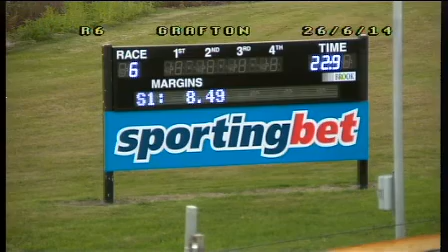 R6 GRAFTON 26/6/14
RACE 1ST 2ND 3RD 4TH TIME
6 22.9
MARGINS
S1: 8.49
sportingbet